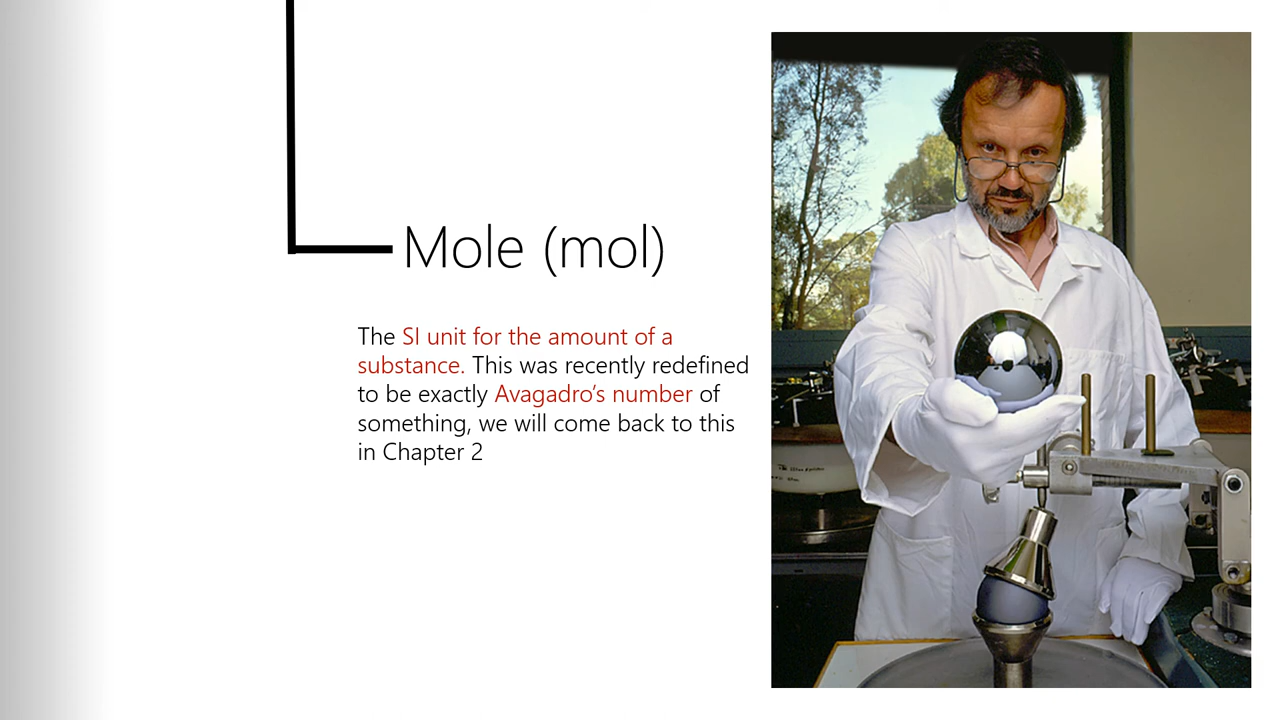 Mole (mol)
The SI unit for the amount of a
substance. This was recently redefined
to be exactly Avagadro’s number of
something, we will come back to this
in Chapter 2